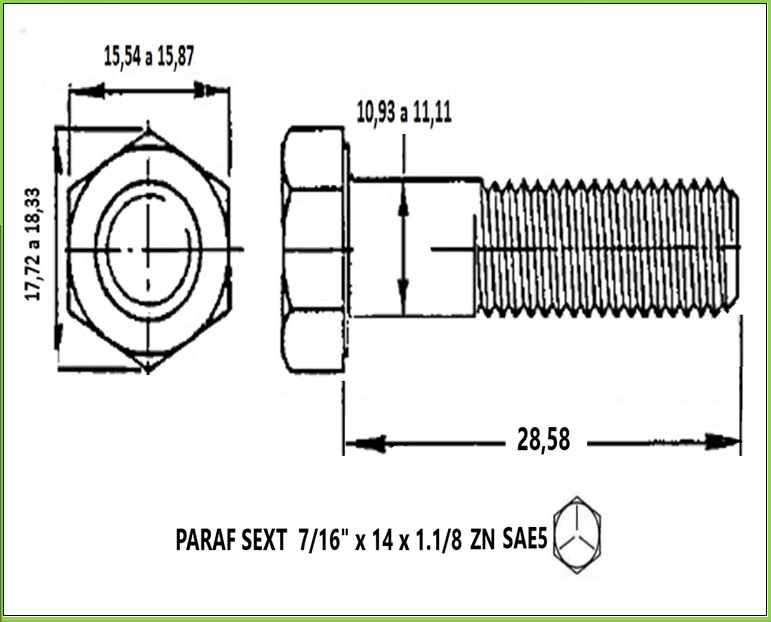 15,54 a 15,87
10,93 a 11,11
17,72 a 18,33
28,58
PARAF SEXT 7/16" x 14 x 1.1/8 ZN SAE5